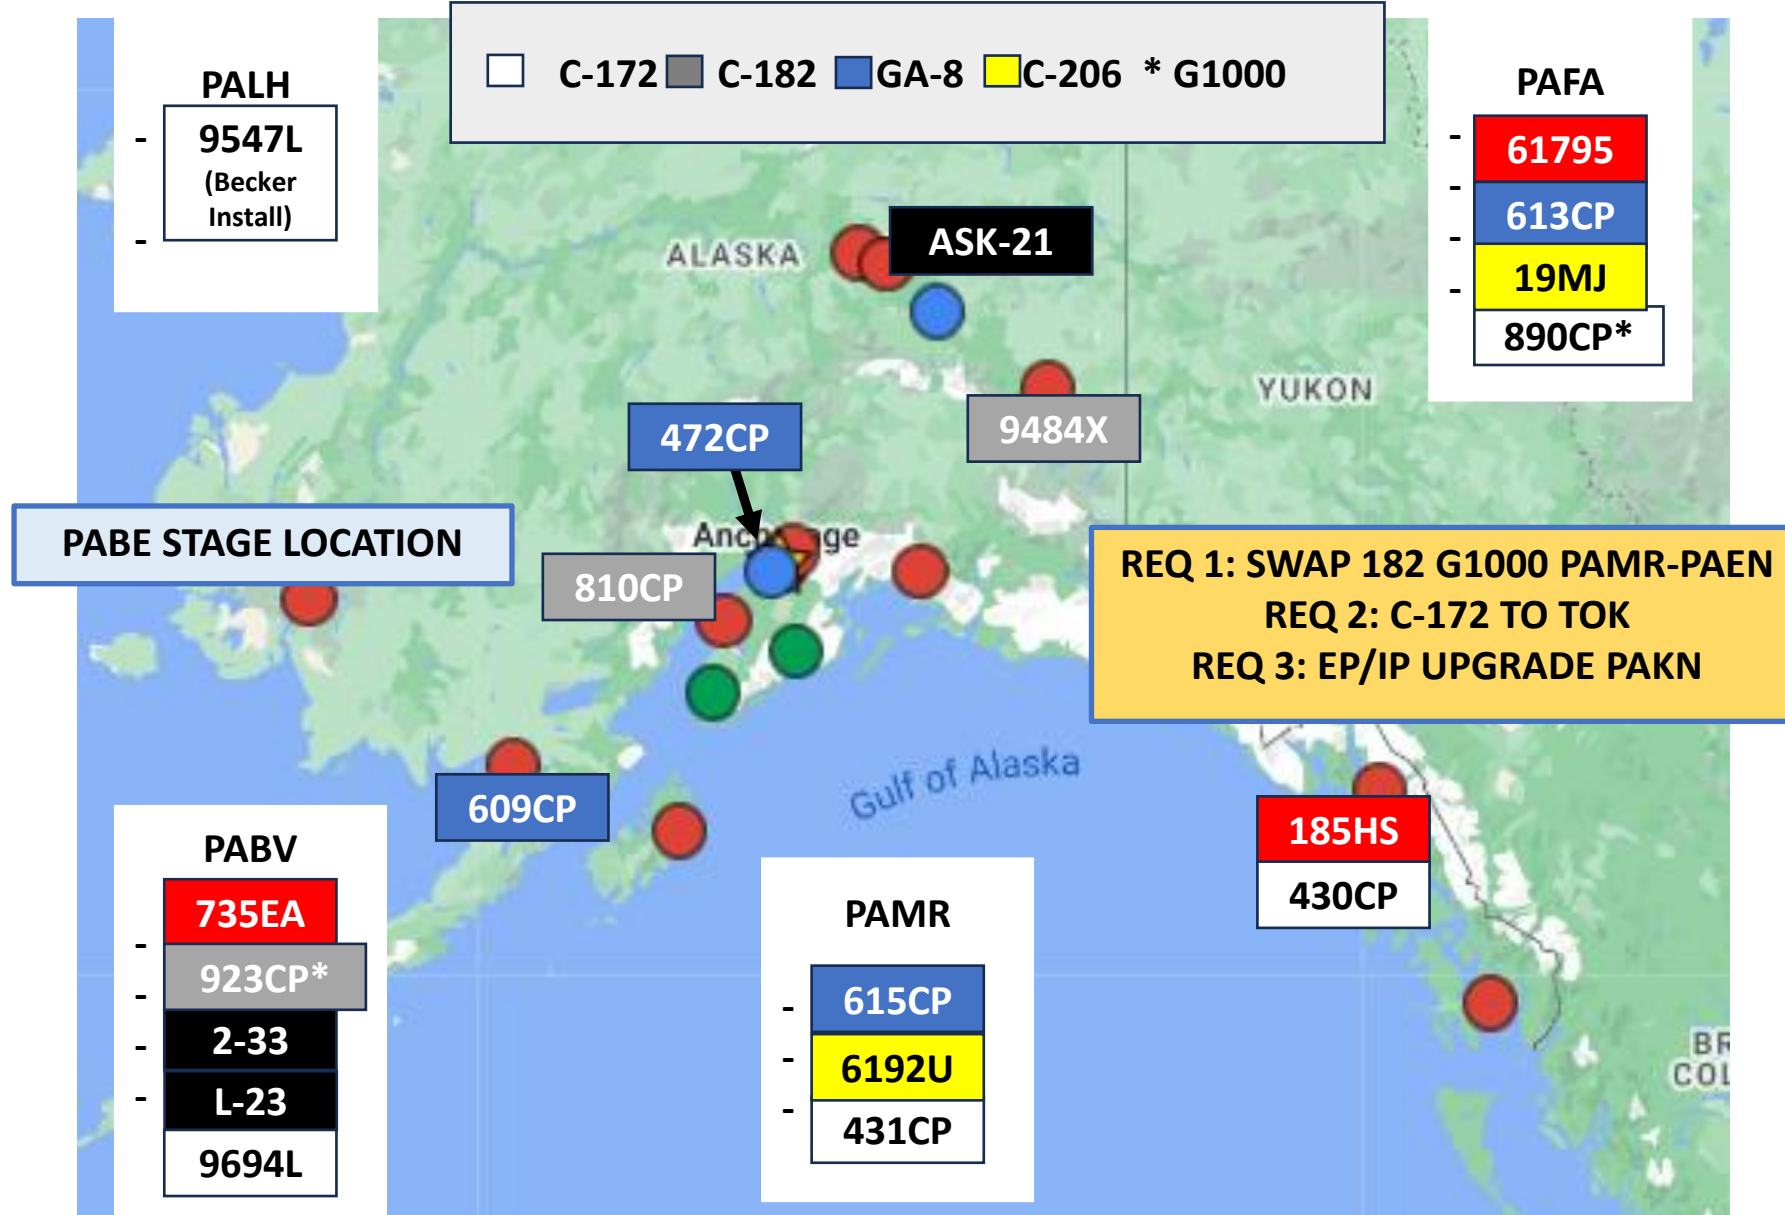 C-172 C-182 GA-8 C-206 * G1000
PALH
- 9547L
(Becker
Install)
-
PAFA
- 61795
- 613CP
- 19MJ
- 890CP*
ALASKA
ASK-21
YUKON
472CP
9484X
PABE STAGE LOCATION
Anchorage
810CP
REQ 1: SWAP 182 G1000 PAMR-PAEN
REQ 2: C-172 TO TOK
REQ 3: EP/IP UPGRADE PAKN
Gulf of Alaska
609CP
185HS
430CP
PABV
735EA
- 923CP*
- 2-33
- L-23
- 9694L
PAMR
- 615CP
- 6192U
- 431CP
BR
COL